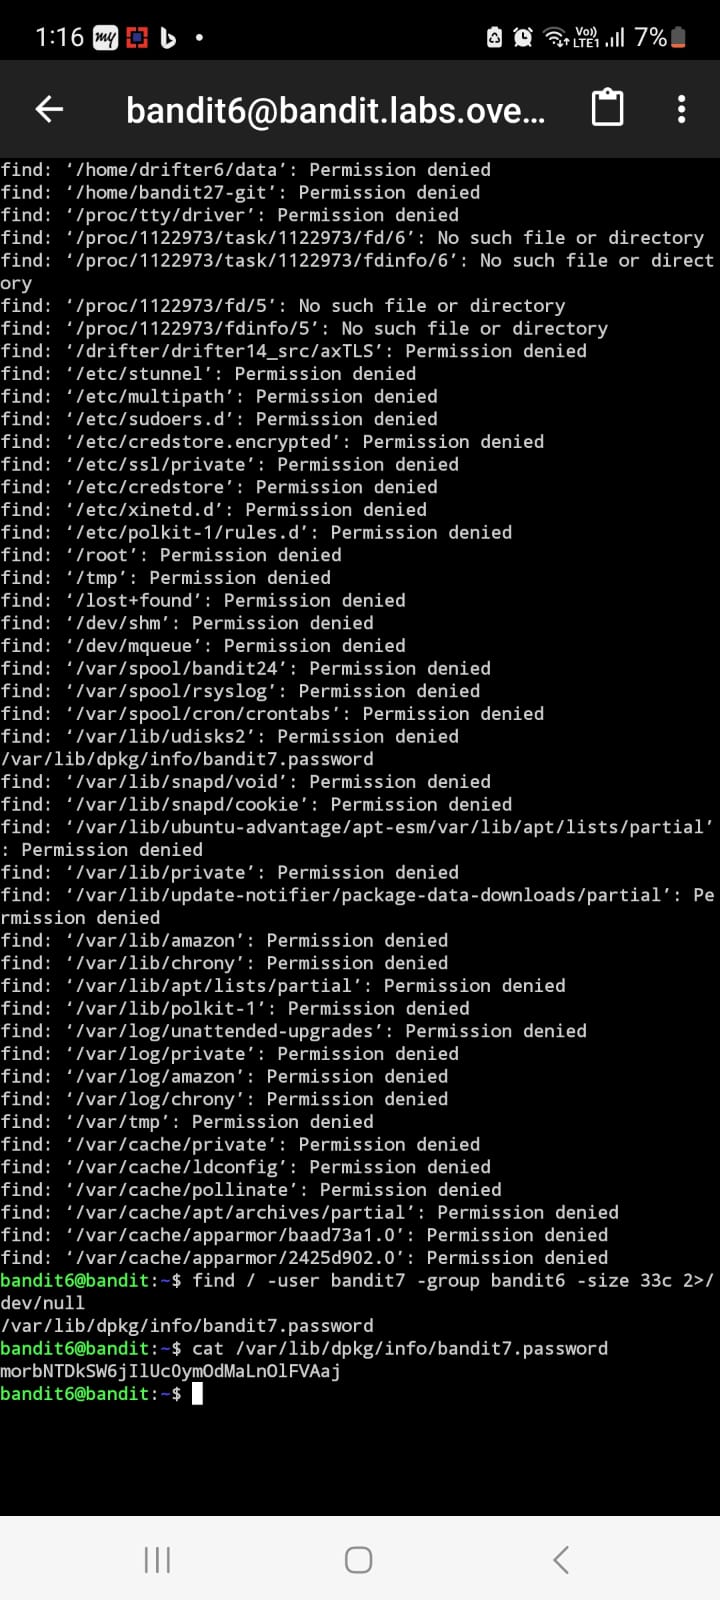 1:16 my b • Vo)) LTE1 7%
bandit6@bandit.labs.ove...
find: ‘/home/drifter6/data’: Permission denied
find: ‘/home/bandit27-git’: Permission denied
find: ‘/proc/tty/driver’: Permission denied
find: ‘/proc/1122973/task/1122973/fd/6’: No such file or directory
find: ‘/proc/1122973/task/1122973/fdinfo/6’: No such file or direct
ory
find: ‘/proc/1122973/fd/5’: No such file or directory
find: ‘/proc/1122973/fdinfo/5’: No such file or directory
find: ‘/drifter/drifter14_src/axTLS’: Permission denied
find: ‘/etc/stunnel’: Permission denied
find: ‘/etc/multipath’: Permission denied
find: ‘/etc/sudoers.d’: Permission denied
find: ‘/etc/credstore.encrypted’: Permission denied
find: ‘/etc/ssl/private’: Permission denied
find: ‘/etc/credstore’: Permission denied
find: ‘/etc/xinetd.d’: Permission denied
find: ‘/etc/polkit-1/rules.d’: Permission denied
find: ‘/root’: Permission denied
find: ‘/tmp’: Permission denied
find: ‘/lost+found’: Permission denied
find: ‘/dev/shm’: Permission denied
find: ‘/dev/mqueue’: Permission denied
find: ‘/var/spool/bandit24’: Permission denied
find: ‘/var/spool/rsyslog’: Permission denied
find: ‘/var/spool/cron/crontabs’: Permission denied
find: ‘/var/lib/udisks2’: Permission denied
/var/lib/dpkg/info/bandit7.password
find: ‘/var/lib/snapd/void’: Permission denied
find: ‘/var/lib/snapd/cookie’: Permission denied
find: ‘/var/lib/ubuntu-advantage/apt-esm/var/lib/apt/lists/partial’
: Permission denied
find: ‘/var/lib/private’: Permission denied
find: ‘/var/lib/update-notifier/package-data-downloads/partial’: Pe
rmission denied
find: ‘/var/lib/amazon’: Permission denied
find: ‘/var/lib/chrony’: Permission denied
find: ‘/var/lib/apt/lists/partial’: Permission denied
find: ‘/var/lib/polkit-1’: Permission denied
find: ‘/var/log/unattended-upgrades’: Permission denied
find: ‘/var/log/private’: Permission denied
find: ‘/var/log/amazon’: Permission denied
find: ‘/var/log/chrony’: Permission denied
find: ‘/var/tmp’: Permission denied
find: ‘/var/cache/private’: Permission denied
find: ‘/var/cache/ldconfig’: Permission denied
find: ‘/var/cache/pollinate’: Permission denied
find: ‘/var/cache/apt/archives/partial’: Permission denied
find: ‘/var/cache/apparmor/baad73a1.0’: Permission denied
find: ‘/var/cache/apparmor/2425d902.0’: Permission denied
bandit6@bandit:~$ find / -user bandit7 -group bandit6 -size 33c 2>/
dev/null
/var/lib/dpkg/info/bandit7.password
bandit6@bandit:~$ cat /var/lib/dpkg/info/bandit7.password
morbNTDkSW6jIlUc0ymOdMaLnOlFVAaj
bandit6@bandit:~$